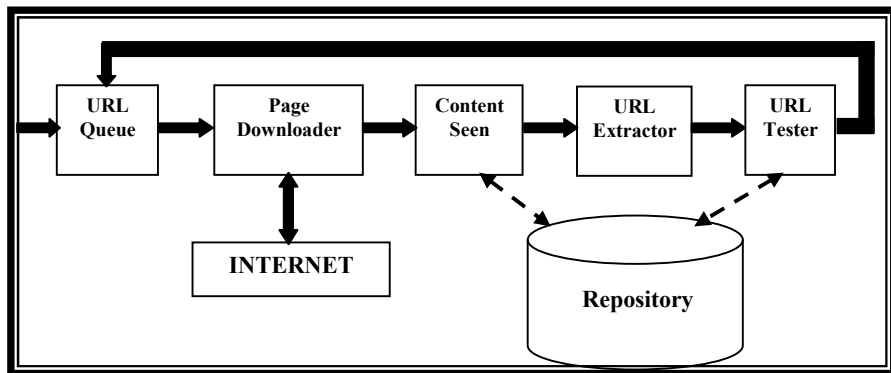 URL
Queue
Page
Downloader
Content
Seen
URL
Extractor
URL
Tester
INTERNET
Repository